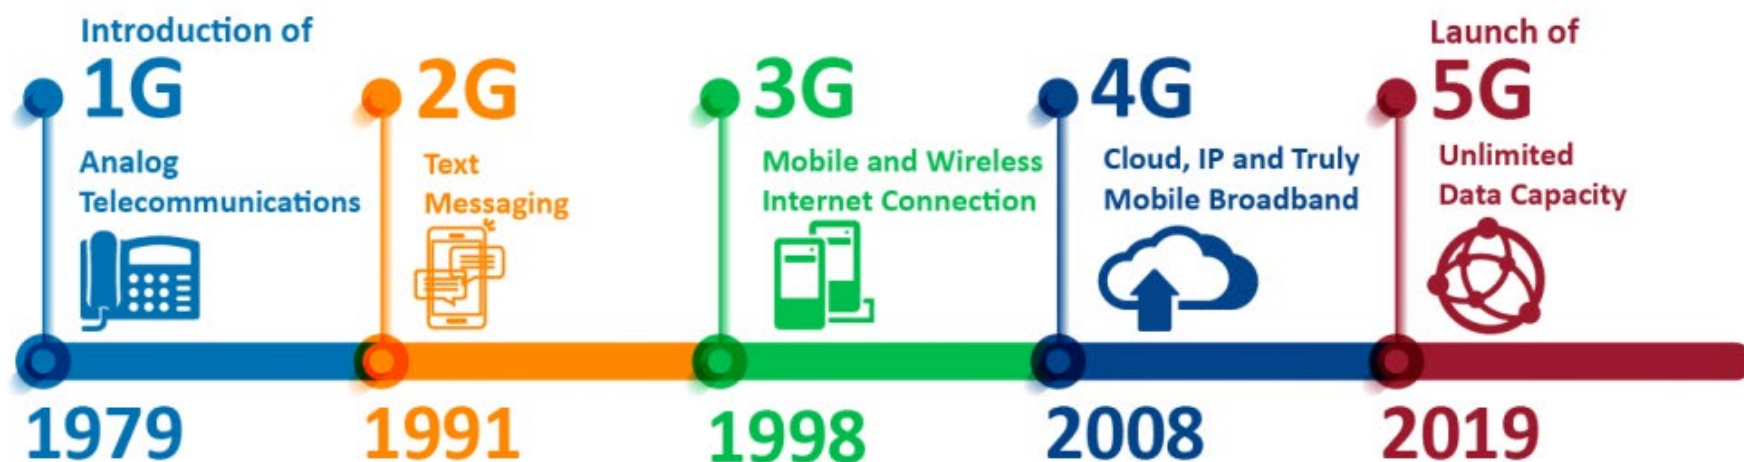 Introduction of
1G
Analog
Telecommunications
1979
2G
Text
Messaging
1991
3G
Mobile and Wireless
Internet Connection
1998
4G
Cloud, IP and Truly
Mobile Broadband
2008
Launch of
5G
Unlimited
Data Capacity
2019